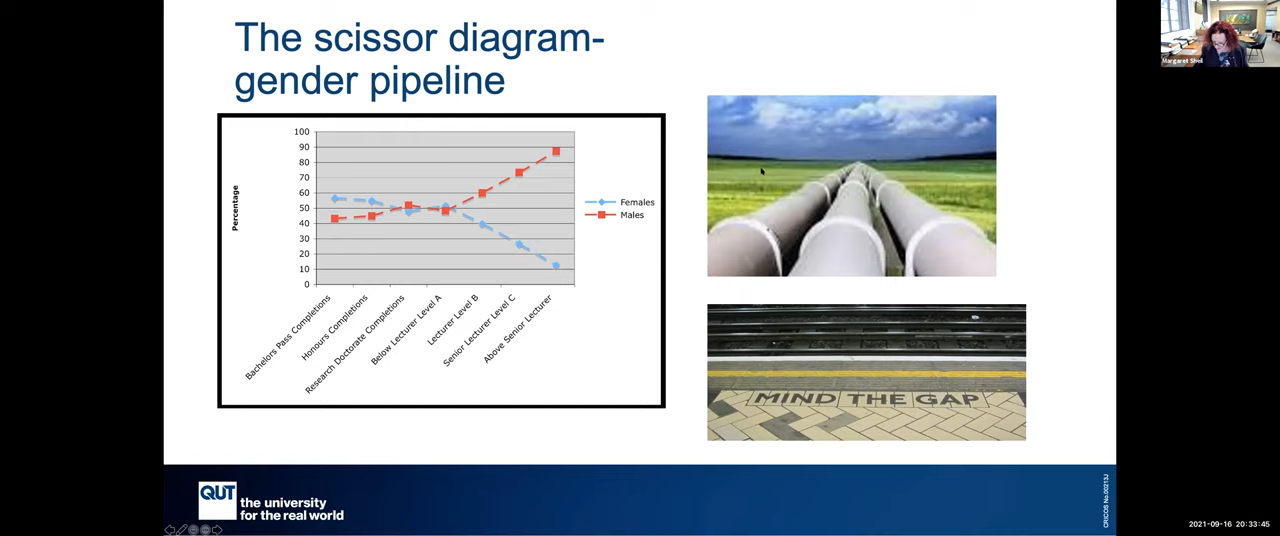 The scissor diagram-
gender pipeline
Margaret Sheil
100
90
80
70
60
50
40
30
20
10
0
Percentage
Females
Males
Bachelors Pass Completions
Honours Completions
Research Doctorate Completions
Below Lecturer Level A
Lecturer Level B
Senior Lecturer Level C
Above Senior Lecturer
MIND THE GAP
QUT
the university
for the real world
CRICOS No.00213J
2021-09-16 20:33:45